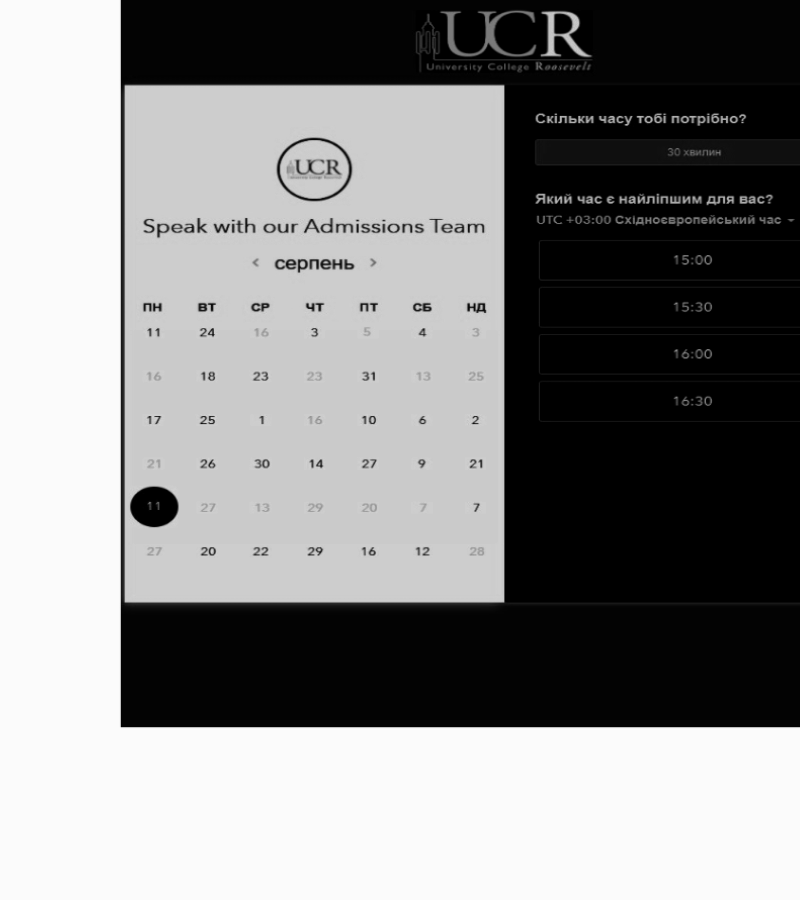 UCR
University College Roosevelt
UCR
Speak with our Admissions Team
< серпень >
ПН ВТ СР ЧТ ПТ СБ НД
11 24 16 3 5 4 3
16 18 23 23 31 13 25
17 25 1 16 10 6 2
21 26 30 14 27 9 21
11 27 13 29 20 7 7
27 20 22 29 16 12 28
Скільки часу тобі потрібно?
30 хвилин
Який час є найліпшим для вас?
UTC +03:00 Східноєвропейський час
15:00
15:30
16:00
16:30